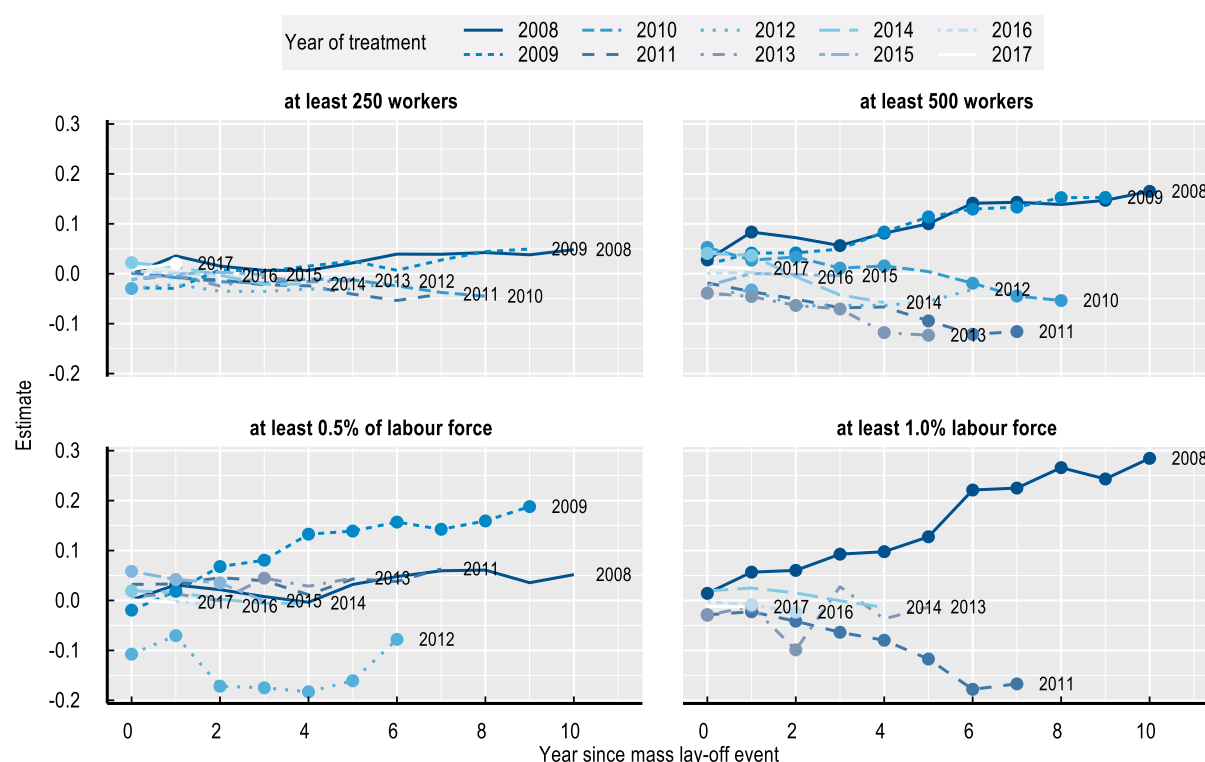 Year of treatment
2008 2010 2012 2014 2016
2009 2011 2013 2015 2017
at least 250 workers
at least 500 workers
Estimate
0.3
0.2
0.1
0.0
-0.1
-0.2
2017 2016 2015 2014 2013 2012 2011 2010 2009 2008
2017 2016 2015 2014 2013 2012 2011 2010 2009 2008
at least 0.5% of labour force
at least 1.0% labour force
0.3
0.2
0.1
0.0
-0.1
-0.2
2017 2016 2015 2014 2013 2012 2011 2009 2008
2017 2016 2014 2013 2011 2008
0 2 4 6 8 10
0 2 4 6 8 10
Year since mass lay-off event